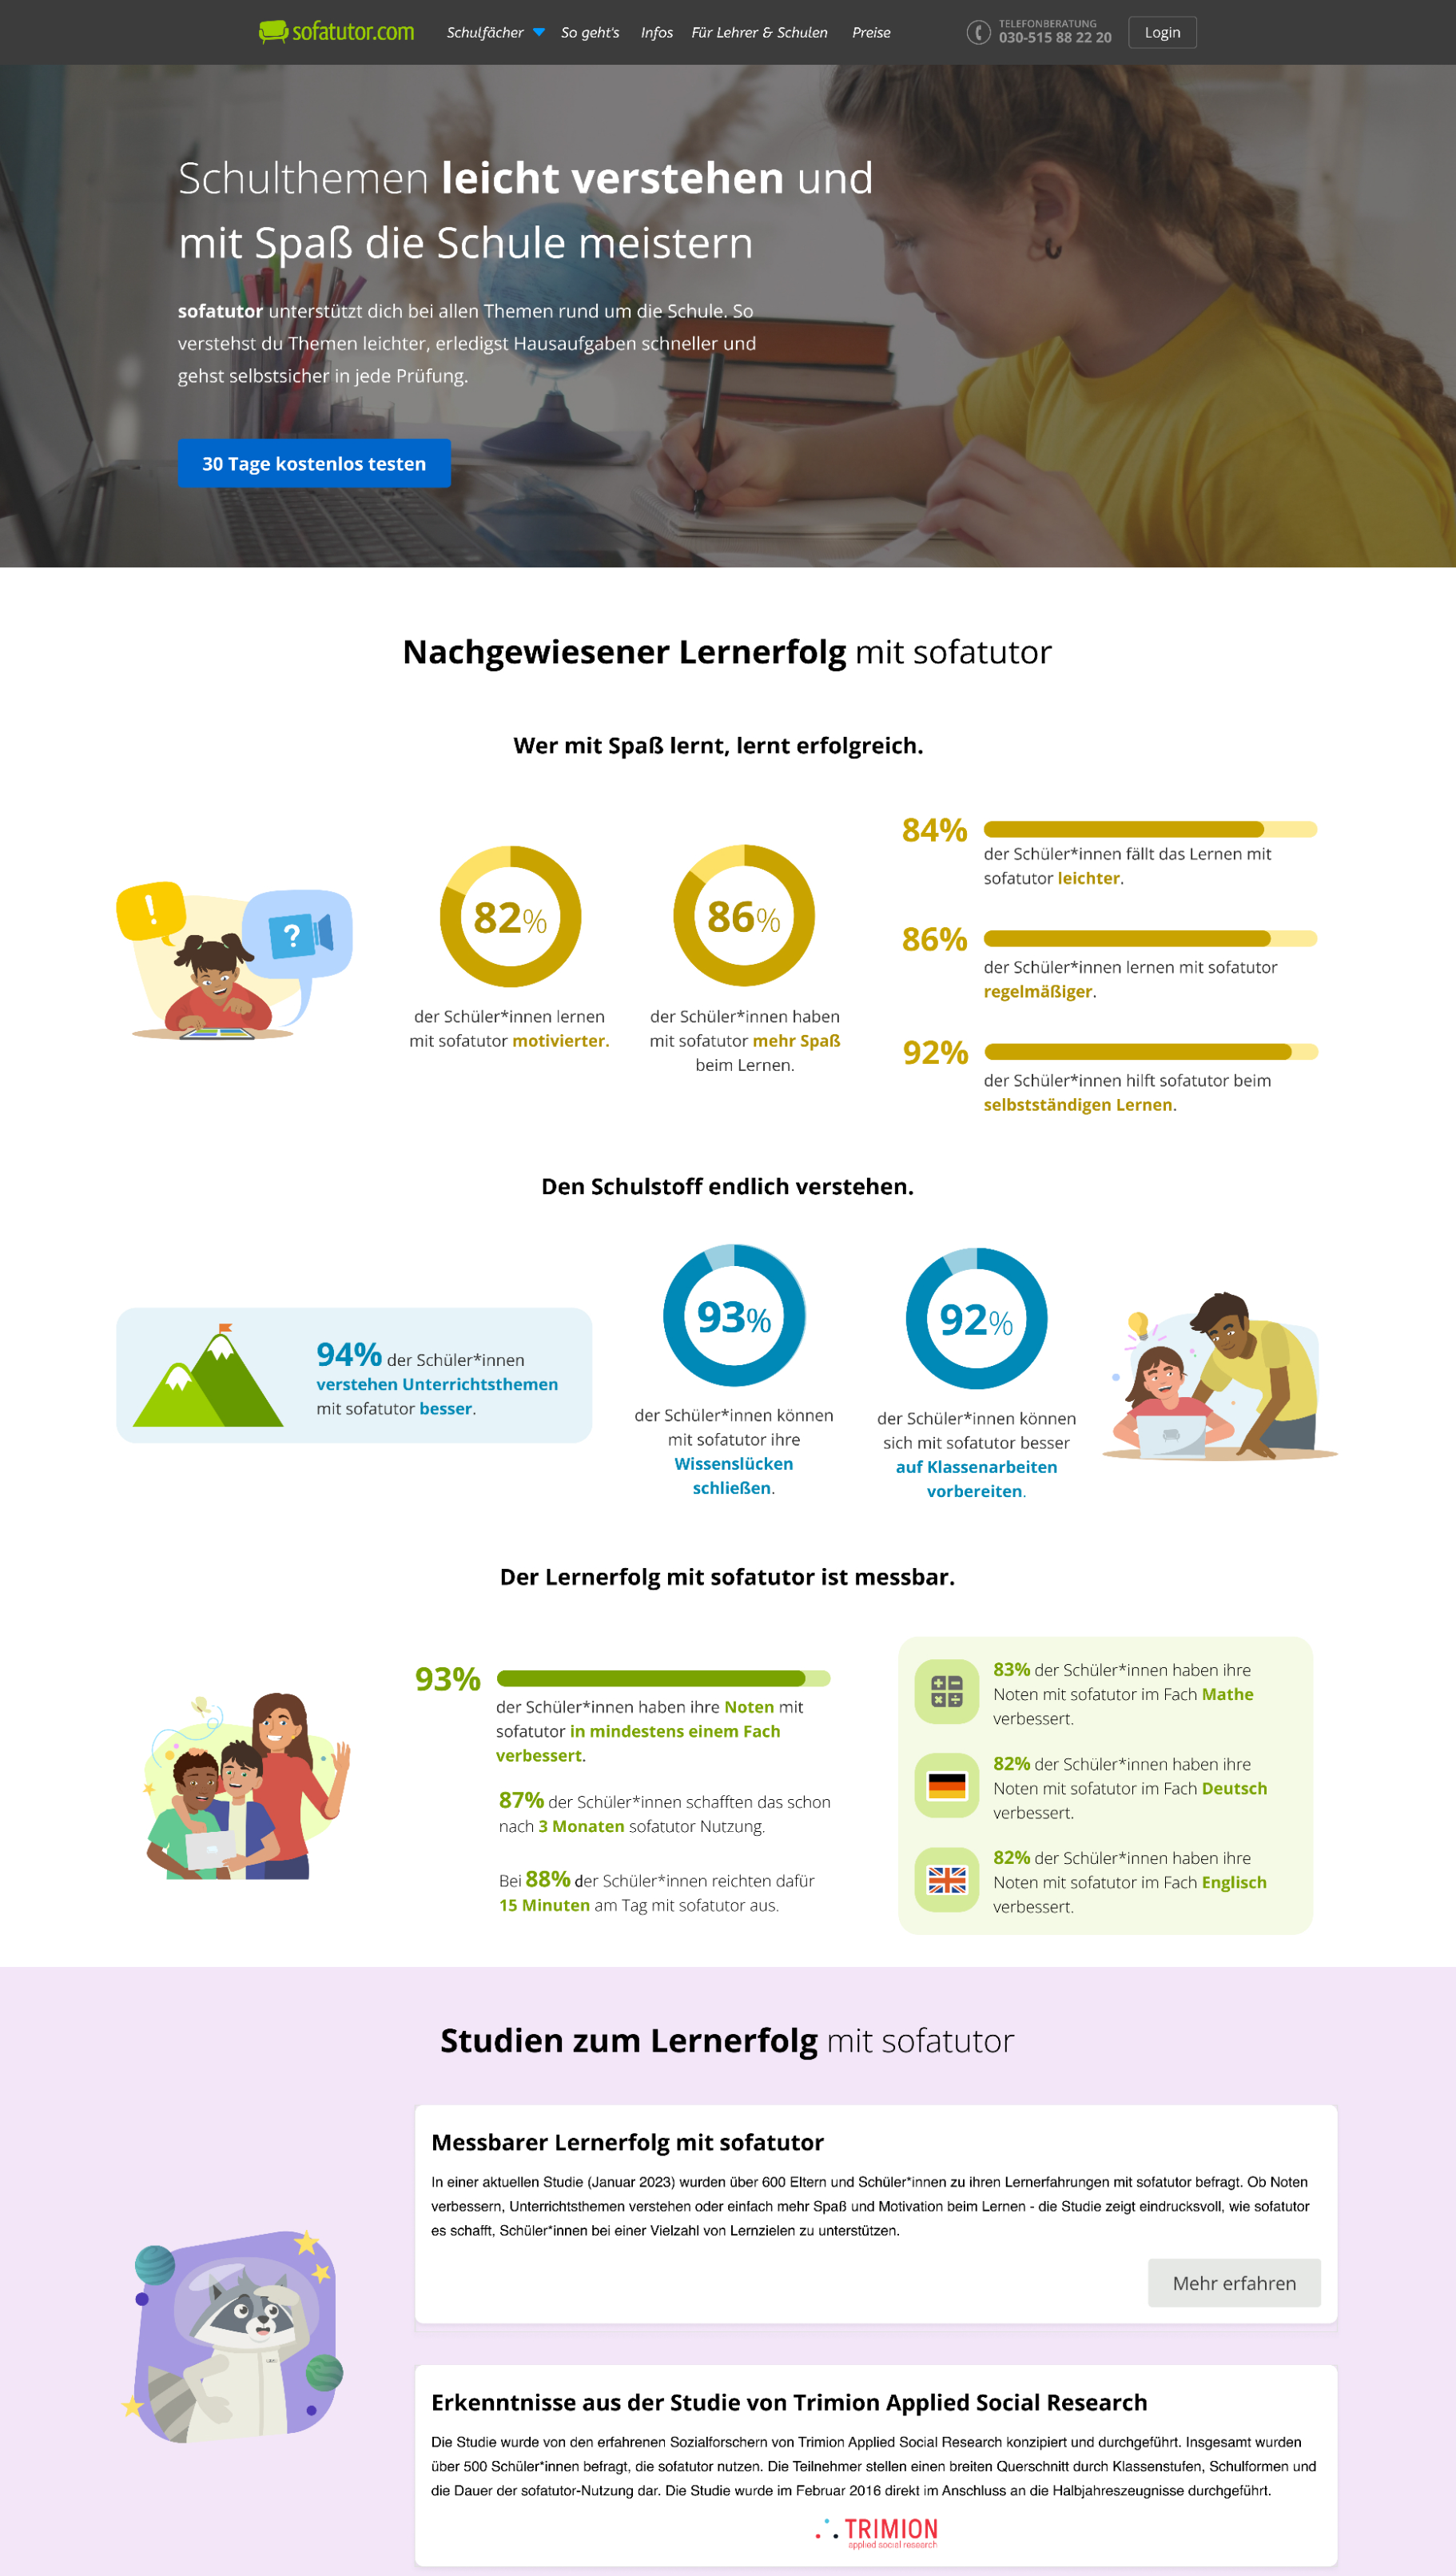 sofatutor.com
Schulfächer
So geht's
Infos
Für Lehrer & Schulen
Preise
TELEFONBERATUNG
030-515 88 22 20
Login
Schulthemen leicht verstehen und
mit Spaß die Schule meistern
sofatutor unterstützt dich bei allen Themen rund um die Schule. So
verstehst du Themen leichter, erledigst Hausaufgaben schneller und
gehst selbstsicher in jede Prüfung.
30 Tage kostenlos testen
Nachgewiesener Lernerfolg mit sofatutor
Wer mit Spaß lernt, lernt erfolgreich.
!
?
82%
der Schüler*innen lernen
mit sofatutor motivierter.
86%
der Schüler*innen haben
mit sofatutor mehr Spaß
beim Lernen.
84%
der Schüler*innen fällt das Lernen mit
sofatutor leichter.
86%
der Schüler*innen lernen mit sofatutor
regelmäßiger.
92%
der Schüler*innen hilft sofatutor beim
selbstständigen Lernen.
Den Schulstoff endlich verstehen.
94% der Schüler*innen
verstehen Unterrichtsthemen
mit sofatutor besser.
93%
der Schüler*innen können
mit sofatutor ihre
Wissenslücken
schließen.
92%
der Schüler*innen können
sich mit sofatutor besser
auf Klassenarbeiten
vorbereiten.
Der Lernerfolg mit sofatutor ist messbar.
93%
der Schüler*innen haben ihre Noten mit
sofatutor in mindestens einem Fach
verbessert.
87% der Schüler*innen schafften das schon
nach 3 Monaten sofatutor Nutzung.
Bei 88% der Schüler*innen reichten dafür
15 Minuten am Tag mit sofatutor aus.
83% der Schüler*innen haben ihre
Noten mit sofatutor im Fach Mathe
verbessert.
82% der Schüler*innen haben ihre
Noten mit sofatutor im Fach Deutsch
verbessert.
82% der Schüler*innen haben ihre
Noten mit sofatutor im Fach Englisch
verbessert.
Studien zum Lernerfolg mit sofatutor
Messbarer Lernerfolg mit sofatutor
In einer aktuellen Studie (Januar 2023) wurden über 600 Eltern und Schüler*innen zu ihren Lernerfahrungen mit sofatutor befragt. Ob Noten
verbessern, Unterrichtsthemen verstehen oder einfach mehr Spaß und Motivation beim Lernen - die Studie zeigt eindrucksvoll, wie sofatutor
es schafft, Schüler*innen bei einer Vielzahl von Lernzielen zu unterstützen.
Mehr erfahren
Erkenntnisse aus der Studie von Trimion Applied Social Research
Die Studie wurde von den erfahrenen Sozialforschern von Trimion Applied Social Research konzipiert und durchgeführt. Insgesamt wurden
über 500 Schüler*innen befragt, die sofatutor nutzen. Die Teilnehmer stellen einen breiten Querschnitt durch Klassenstufen, Schulformen und
die Dauer der sofatutor-Nutzung dar. Die Studie wurde im Februar 2016 direkt im Anschluss an die Halbjahreszeugnisse durchgeführt.
TRIMION
applied social research